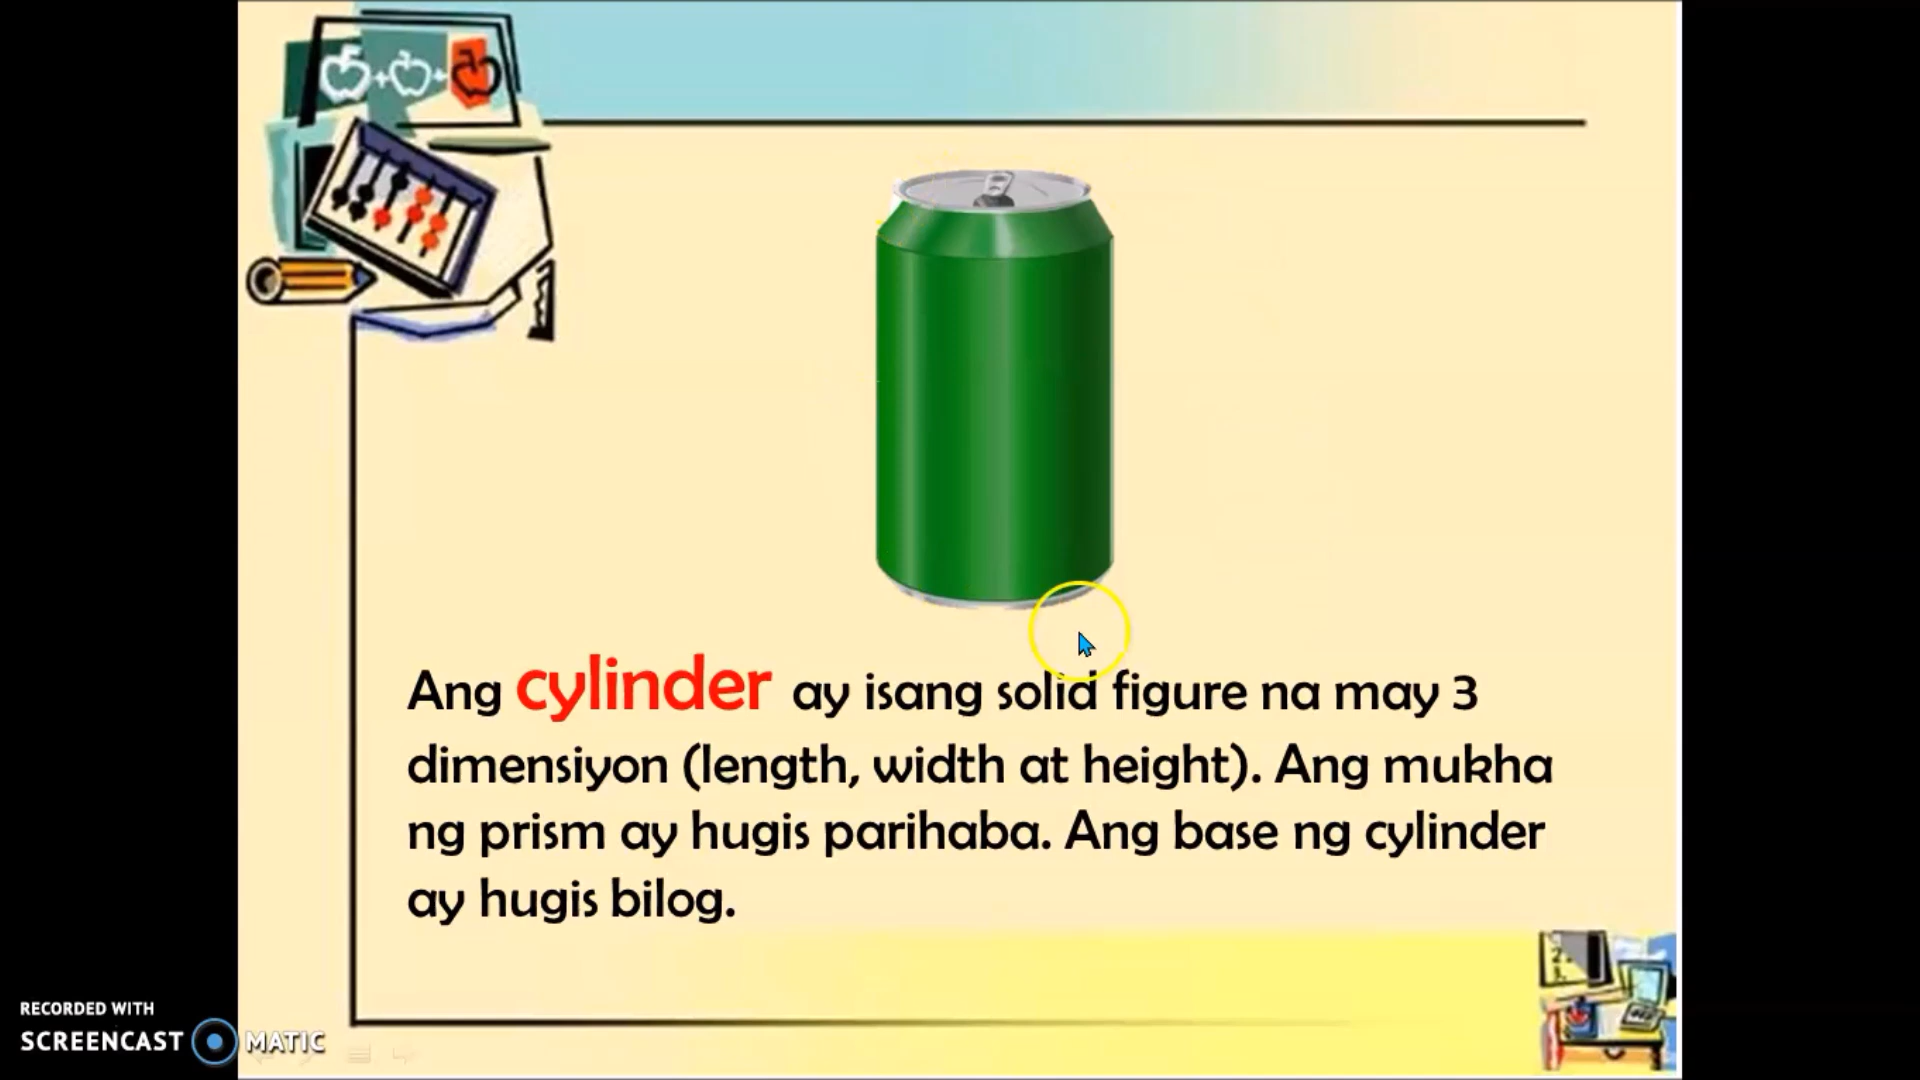 Ang cylinder ay isang solid figure na may 3
dimensiyon (length, width at height). Ang mukha
ng prism ay hugis parihaba. Ang base ng cylinder
ay hugis bilog.
RECORDED WITH
SCREENCAST MATIC